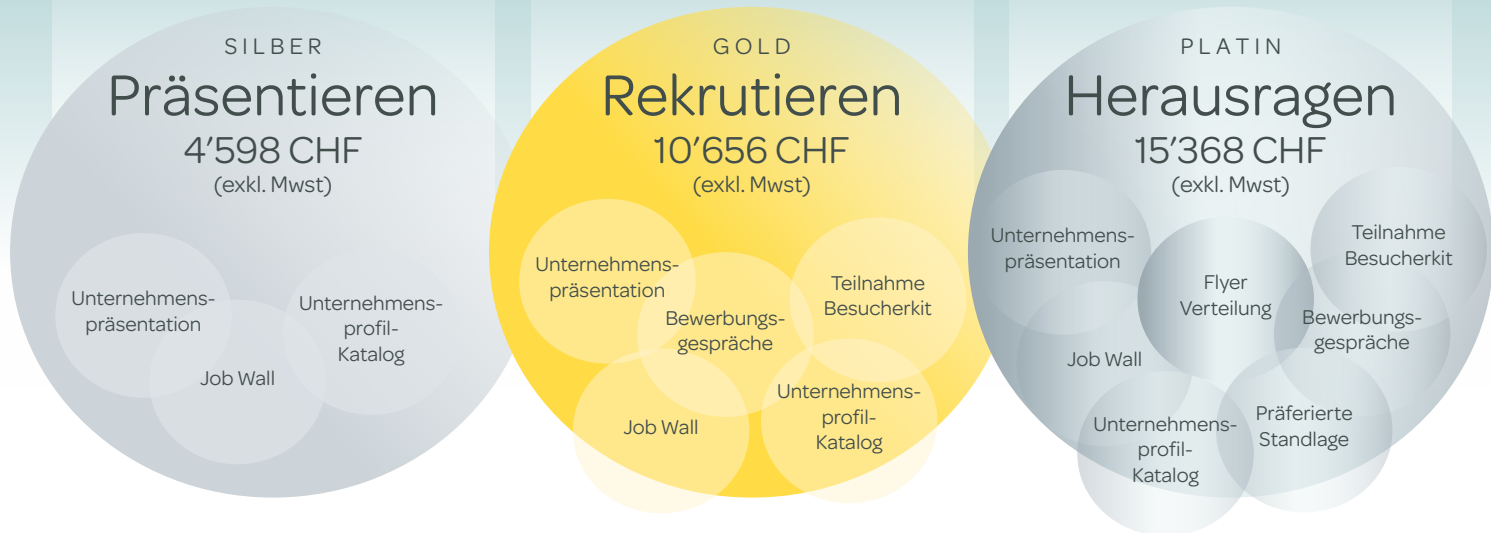 SILBER
Präsentieren
4’598 CHF
(exkl. Mwst)
Unternehmens-
präsentation
Job Wall
Unternehmens-
profil-
Katalog
GOLD
Rekrutieren
10’656 CHF
(exkl. Mwst)
Unternehmens-
präsentation
Bewerbungs-
gespräche
Teilnahme
Besucherkit
Job Wall
Unternehmens-
profil-
Katalog
PLATIN
Herausragen
15’368 CHF
(exkl. Mwst)
Unternehmens-
präsentation
Flyer
Verteilung
Teilnahme
Besucherkit
Job Wall
Bewerbungs-
gespräche
Unternehmens-
profil-
Katalog
Präferierte
Standlage